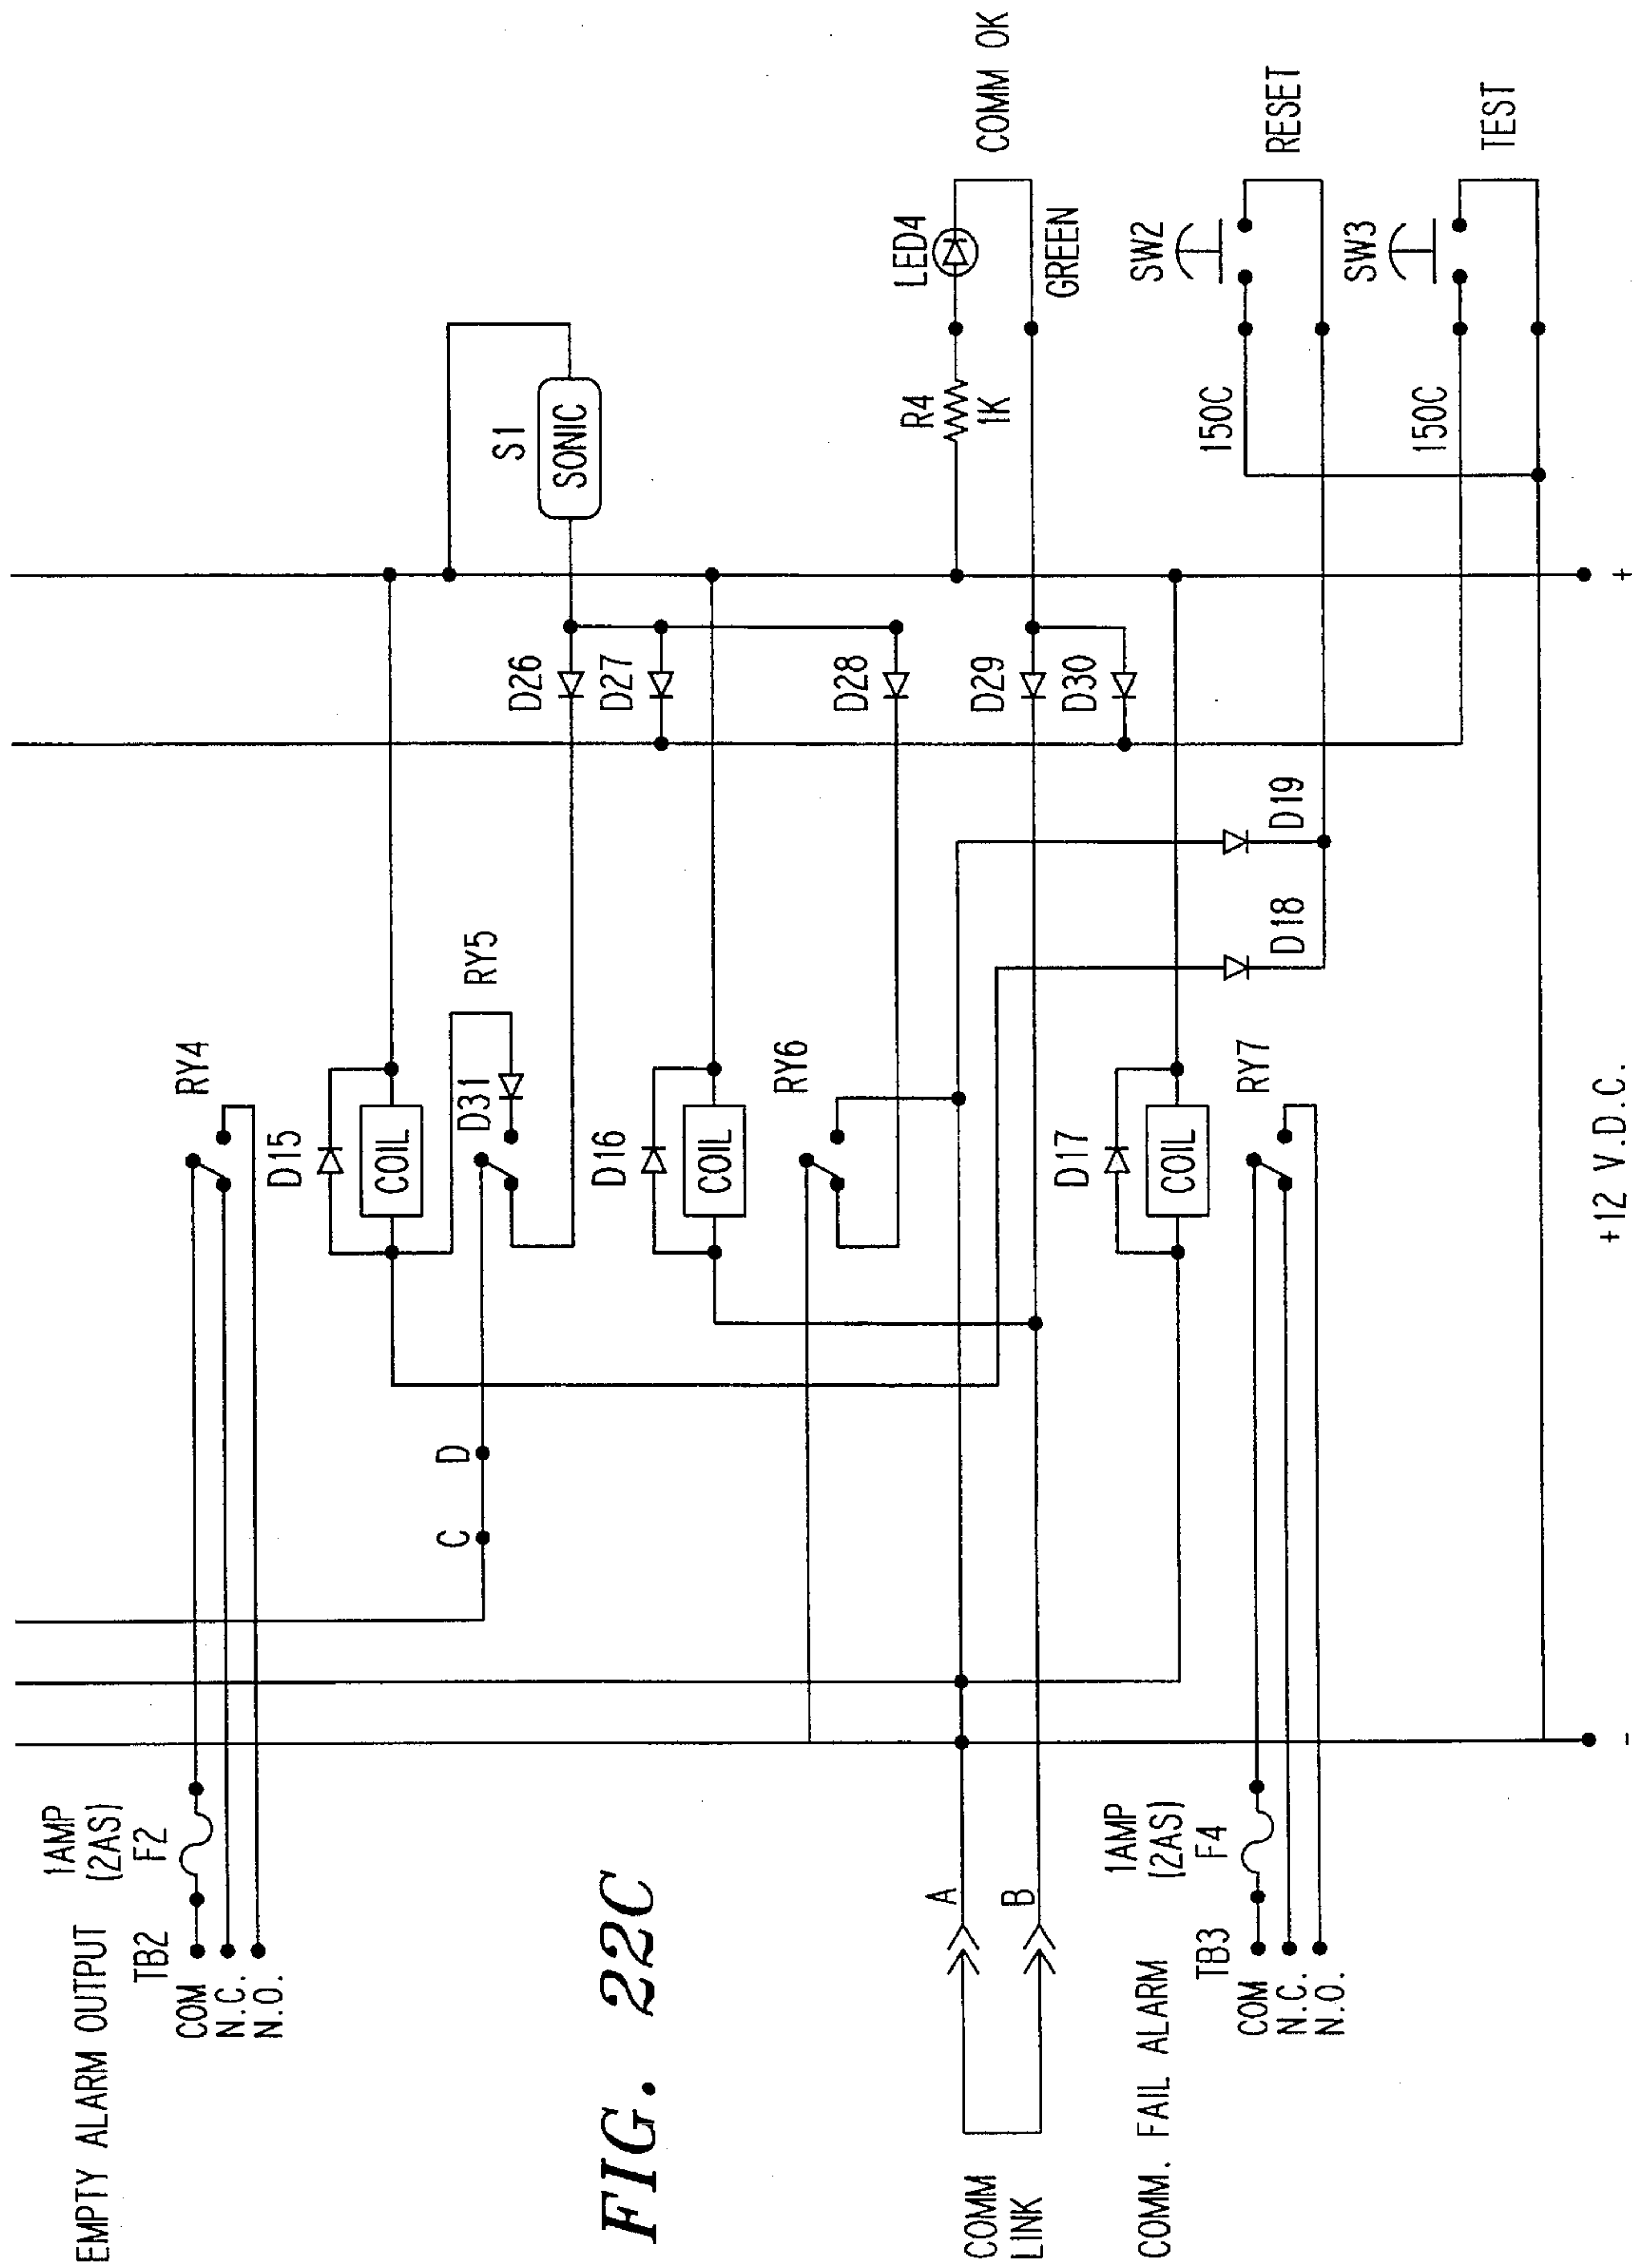 EMPTY ALARM OUTPUT
1AMP
(2AS)
TB2
F2
COM
N.C.
N.O.
RY4
D15
COIL
D31
RY5
C
D
S1
SONIC
D26
D27
D16
COIL
RY6
D28
FIG. 22C
COMM
LINK
A
B
R4
1K
LED4
COMM OK
GREEN
D29
D30
D17
COIL
RY7
D18
D19
COMM. FAIL ALARM
1AMP
(2AS)
TB3
F4
COM
N.C.
N.O.
150C
SW2
RESET
150C
SW3
TEST
-
+12 V.D.C.
+